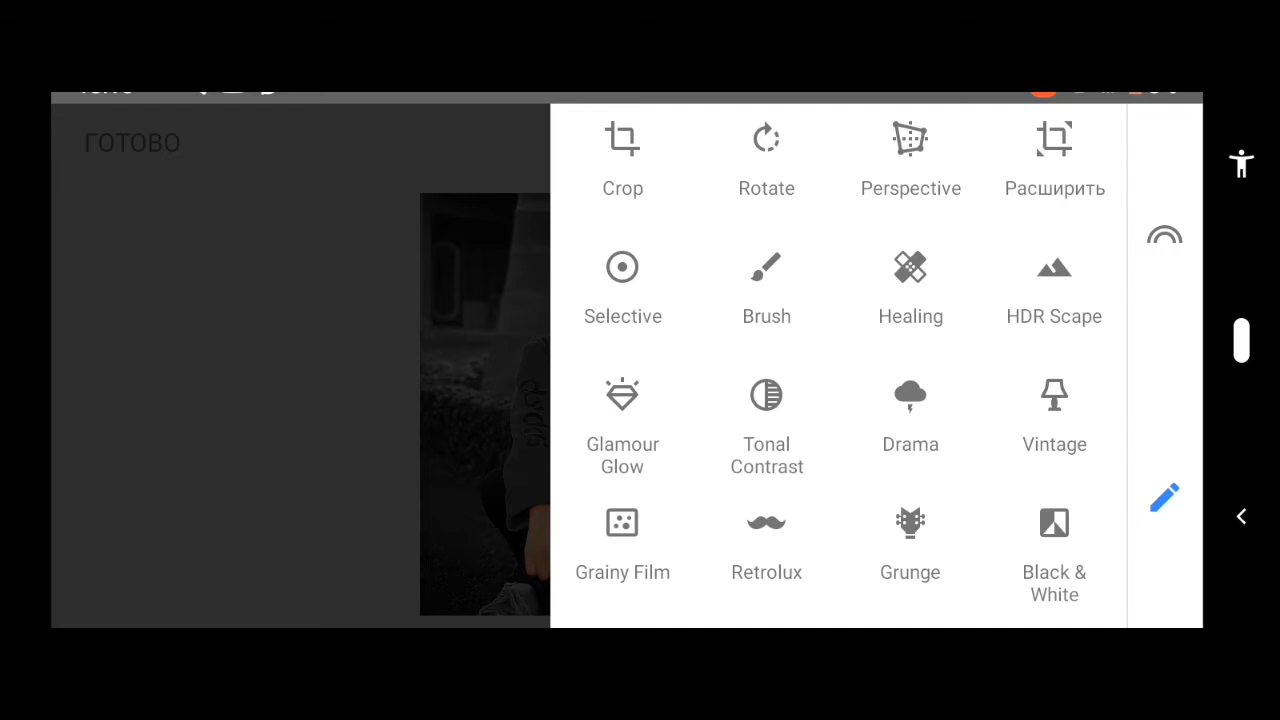 ГОТОВО
Crop
Rotate
Perspective
Расширить
Selective
Brush
Healing
HDR Scape
Glamour
Glow
Tonal
Contrast
Drama
Vintage
Grainy Film
Retrolux
Grunge
Black &
White